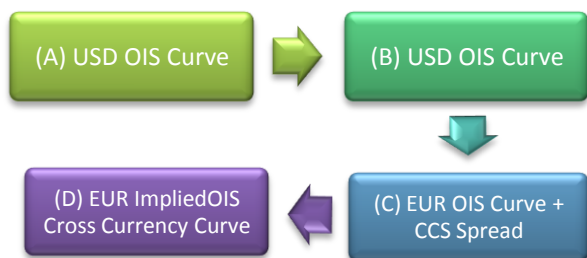 (A) USD OIS Curve
(B) USD OIS Curve
(C) EUR OIS Curve +
CCS Spread
(D) EUR ImpliedOIS
Cross Currency Curve